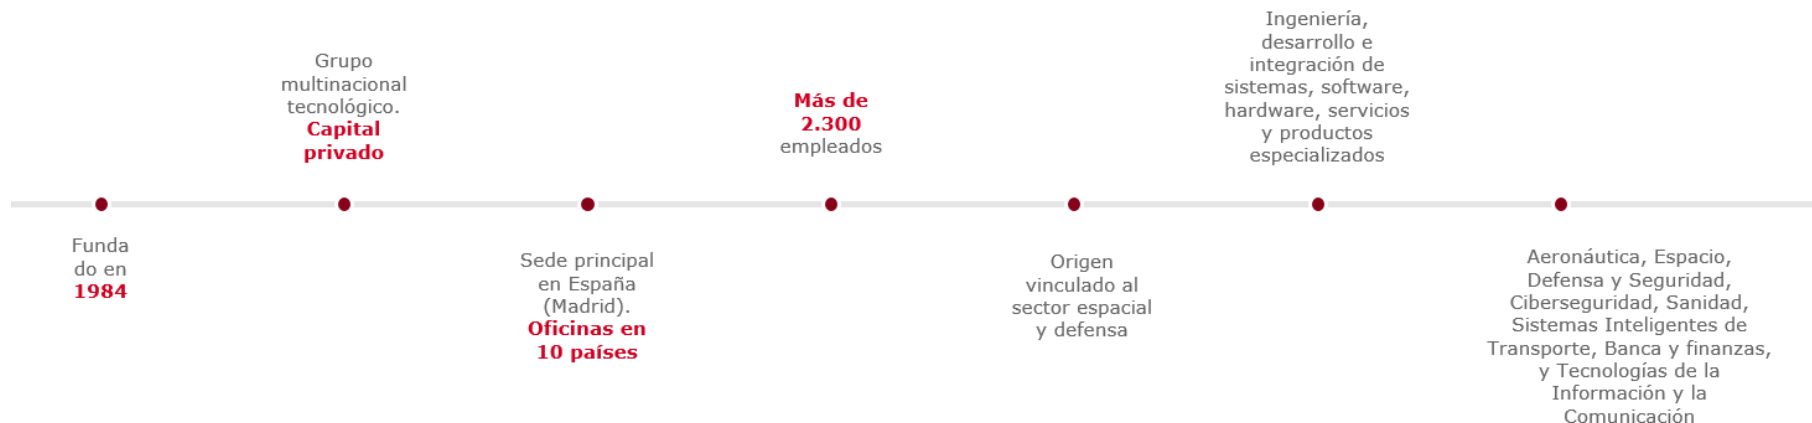 Funda
do en
1984
Grupo
multinacional
tecnológico.
Capital
privado
Sede principal
en España
(Madrid).
Oficinas en
10 países
Más de
2.300
empleados
Origen
vinculado al
sector espacial
y defensa
Ingeniería,
desarrollo e
integración de
sistemas, software,
hardware, servicios
y productos
especializados
Aeronáutica, Espacio,
Defensa y Seguridad,
Ciberseguridad, Sanidad,
Sistemas Inteligentes de
Transporte, Banca y finanzas,
y Tecnologías de la
Información y la
Comunicación